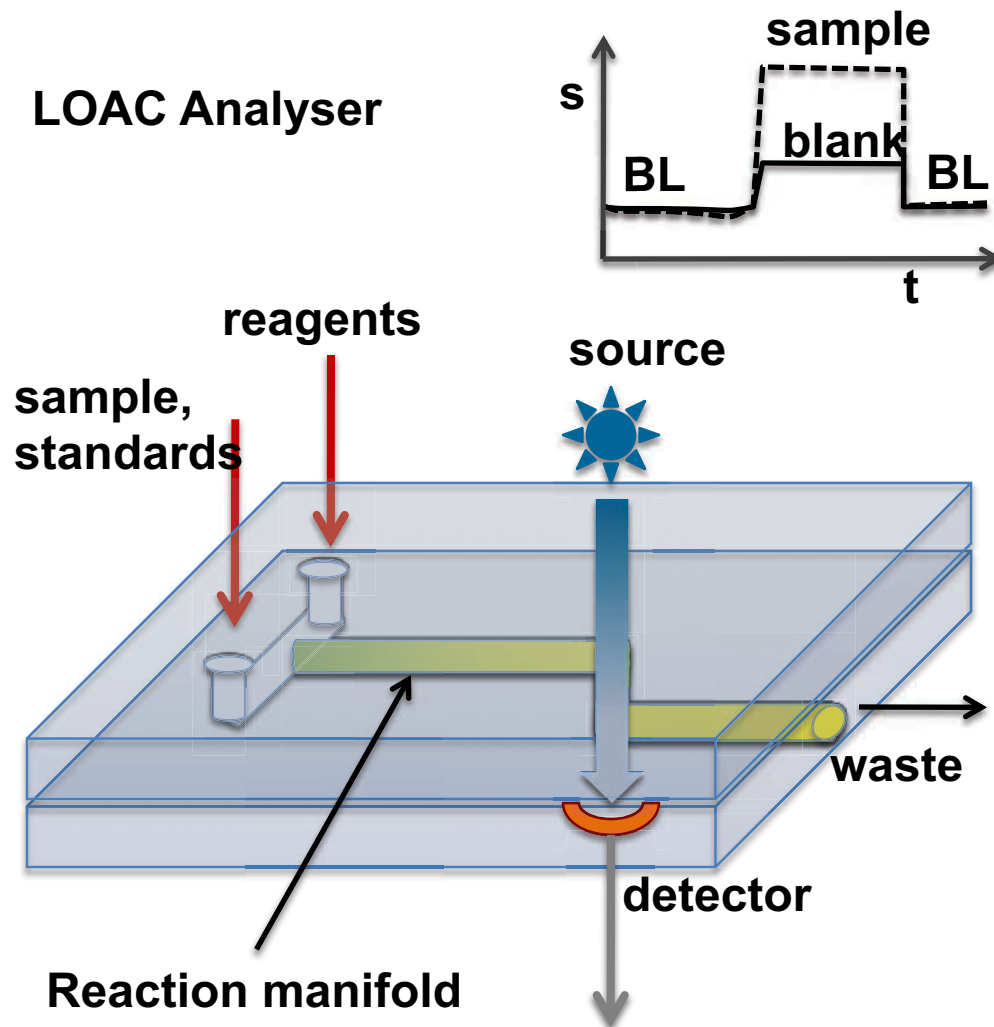 LOAC Analyser
sample
s
blank
BL
BL
t
reagents
source
sample,
standards
waste
detector
Reaction manifold